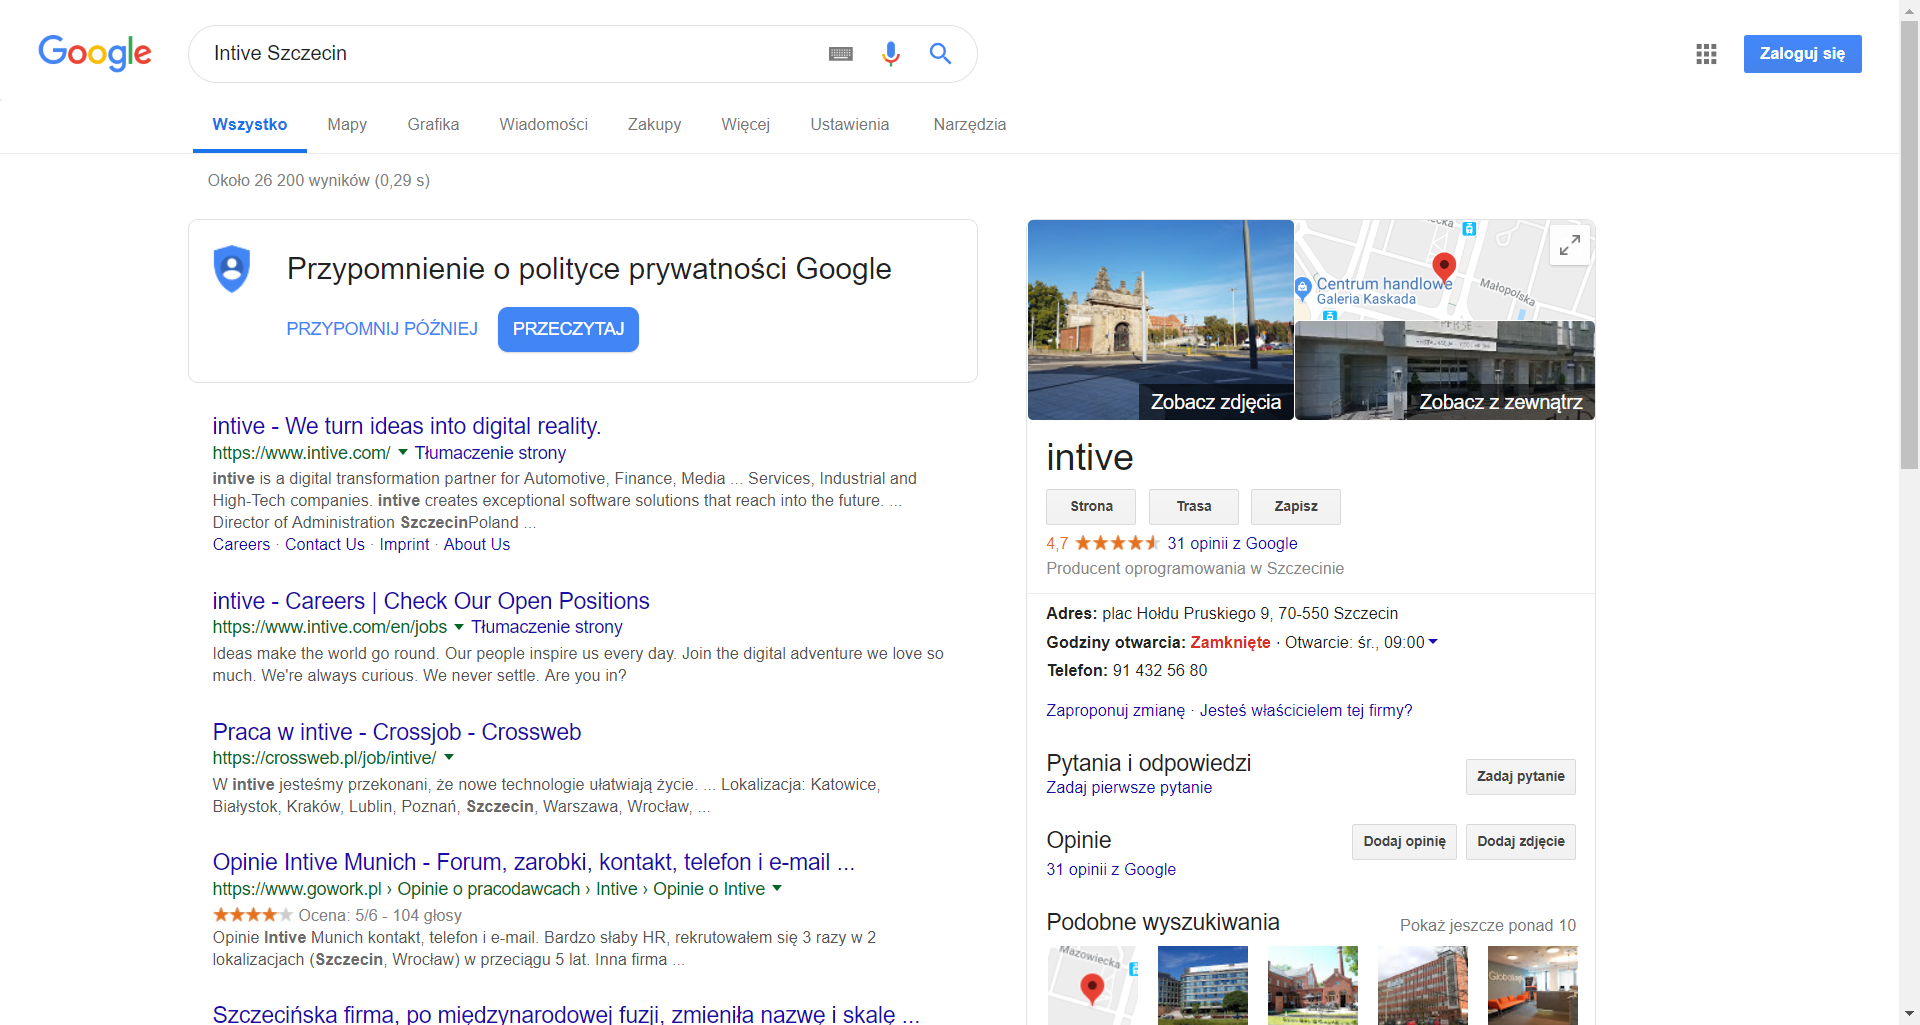 Google
Intive Szczecin
Zaloguj się
Wszystko Mapy Grafika Wiadomości Zakupy Więcej Ustawienia Narzędzia
Około 26 200 wyników (0,29 s)
Przypomnienie o polityce prywatności Google
PRZYPOMNIJ PÓŹNIEJ PRZECZYTAJ
intive - We turn ideas into digital reality.
https://www.intive.com/ Tłumaczenie strony
intive is a digital transformation partner for Automotive, Finance, Media ... Services, Industrial and
High-Tech companies. intive creates exceptional software solutions that reach into the future. ...
Director of Administration SzczecinPoland ...
Careers · Contact Us · Imprint · About Us
intive - Careers | Check Our Open Positions
https://www.intive.com/en/jobs Tłumaczenie strony
Ideas make the world go round. Our people inspire us every day. Join the digital adventure we love so
much. We're always curious. We never settle. Are you in?
Praca w intive - Crossjob - Crossweb
https://crossweb.pl/job/intive/
W intive jesteśmy przekonani, że nowe technologie ułatwiają życie. ... Lokalizacja: Katowice,
Białystok, Kraków, Lublin, Poznań, Szczecin, Warszawa, Wrocław, ...
Opinie Intive Munich - Forum, zarobki, kontakt, telefon i e-mail ...
https://www.gowork.pl › Opinie o pracodawcach › Intive › Opinie o Intive
Ocena: 5/6 - 104 głosy
Opinie Intive Munich kontakt, telefon i e-mail. Bardzo słaby HR, rekrutowałem się 3 razy w 2
lokalizacjach (Szczecin, Wrocław) w przeciągu 5 lat. Inna firma ...
Szczecińska firma, po międzynarodowej fuzji, zmieniła nazwę i skalę ...
Centrum handlowe
Galeria Kaskada
Małopolska
Zobacz zdjęcia
Zobacz z zewnątrz
intive
Strona Trasa Zapisz
4,7 31 opinii z Google
Producent oprogramowania w Szczecinie
Adres: plac Hołdu Pruskiego 9, 70-550 Szczecin
Godziny otwarcia: Zamknięte · Otwarcie: śr., 09:00
Telefon: 91 432 56 80
Zaproponuj zmianę · Jesteś właścicielem tej firmy?
Pytania i odpowiedzi
Zadaj pierwsze pytanie
Zadaj pytanie
Opinie
Dodaj opinię Dodaj zdjęcie
31 opinii z Google
Podobne wyszukiwania
Pokaż jeszcze ponad 10
Mazowiecka